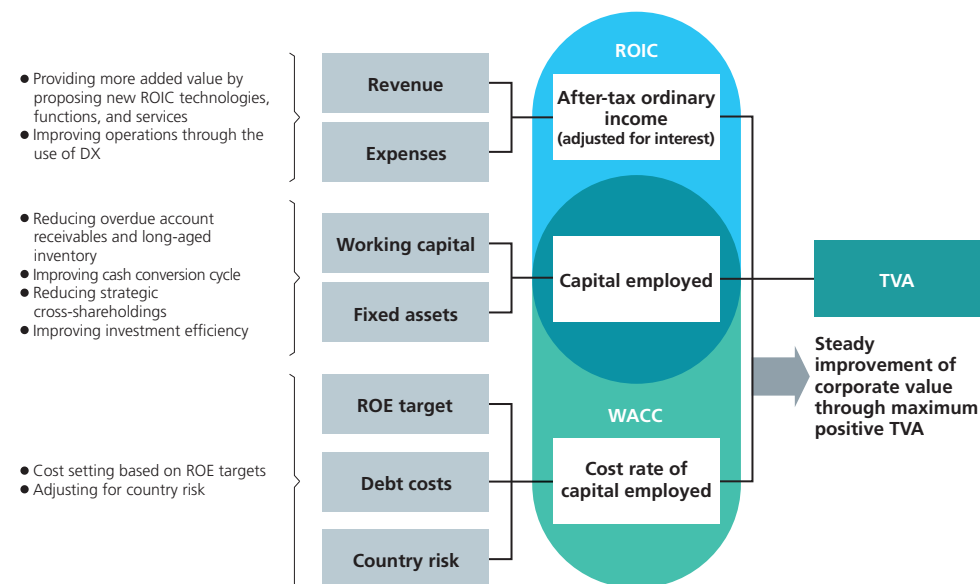 ● Providing more added value by
proposing new ROIC technologies,
functions, and services
● Improving operations through the
use of DX
Revenue
Expenses
ROIC
After-tax ordinary
income
(adjusted for interest)
● Reducing overdue account
receivables and long-aged
inventory
● Improving cash conversion cycle
● Reducing strategic
cross-shareholdings
● Improving investment efficiency
Working capital
Fixed assets
Capital employed
TVA
Steady
improvement of
corporate value
through maximum
positive TVA
● Cost setting based on ROE targets
● Adjusting for country risk
ROE target
Debt costs
Country risk
WACC
Cost rate of
capital employed